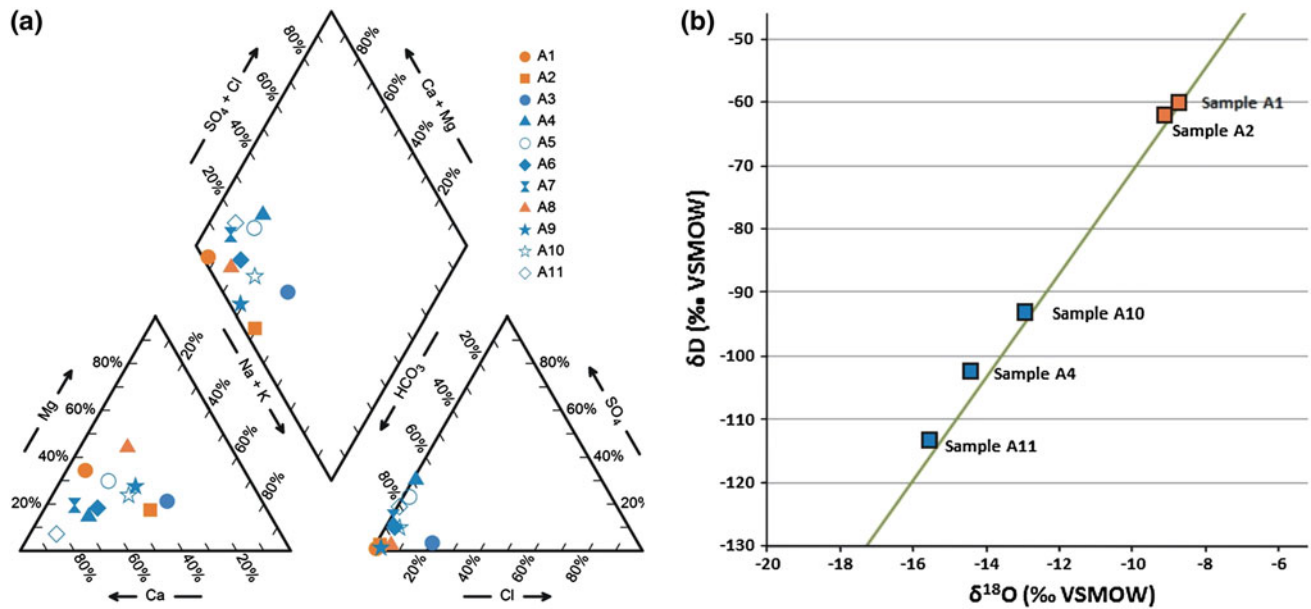 (a)
80%
60%
40%
20%
SO₄ + Cl
80%
60%
40%
20%
Ca + Mg
A1
A2
A3
A4
A5
A6
A7
A8
A9
A10
A11
80%
60%
40%
20%
Mg
20%
40%
60%
80%
Na + K
80%
60%
40%
20%
Ca
20%
40%
60%
80%
HCO₃
80%
60%
40%
20%
SO₄
20%
40%
60%
80%
Cl
(b)
-50
-60
-70
-80
-90
-100
-110
-120
-130
δD (‰ VSMOW)
Sample A1
Sample A2
Sample A10
Sample A4
Sample A11
-20 -18 -16 -14 -12 -10 -8 -6
δ¹⁸O (‰ VSMOW)